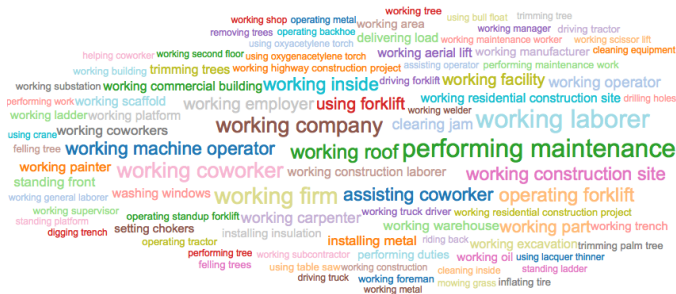 working tree
working shop operating metal using bull float trimming tree
removing trees operating backhoe working area working manager driving tractor
using oxyacetylene torch delivering load working maintenance worker working scissor lift
helping coworker working second floor using oxygenacetylene torch working aerial lift working manufacturer cleaning equipment
working building trimming trees working highway construction project assisting operator performing maintenance work
working substation working commercial building working inside driving forklift working facility working operator
performing work working scaffold working employer using forklift working residential construction site drilling holes
working ladder working platform working welder
using crane working coworkers working company clearing jam working laborer
felling tree working machine operator working roof performing maintenance
working painter working coworker working construction laborer working construction site
standing front
working general laborer washing windows working firm assisting coworker operating forklift
working supervisor operating standup forklift working carpenter working truck driver working residential construction project
standing platform setting chokers working warehouse working part working trench
digging trench operating tractor installing insulation installing metal riding back working excavation trimming palm tree
performing tree working subcontractor performing duties working oil using lacquer thinner
felling trees using table saw working construction cleaning inside standing ladder
driving truck working foreman mowing grass inflating tire
working metal